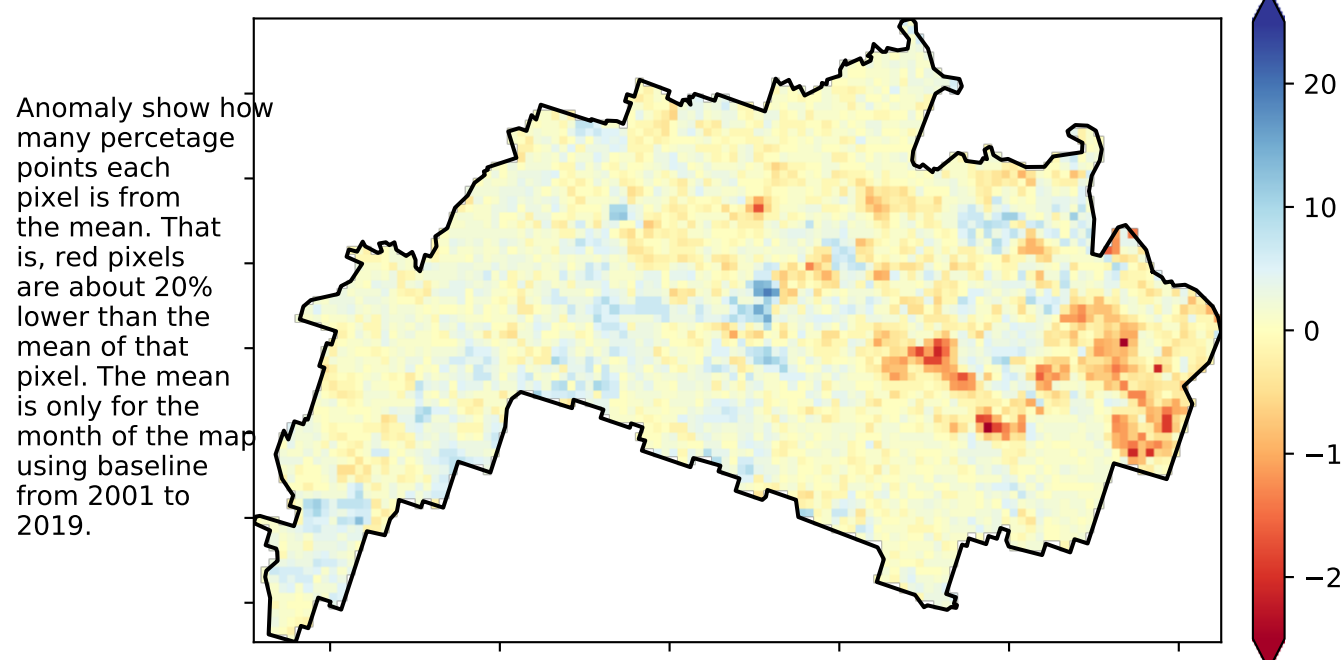 Anomaly show how
many percetage
points each
pixel is from
the mean. That
is, red pixels
are about 20%
lower than the
mean of that
pixel. The mean
is only for the
month of the map
using baseline
from 2001 to
2019.
20
10
0
−1
−2